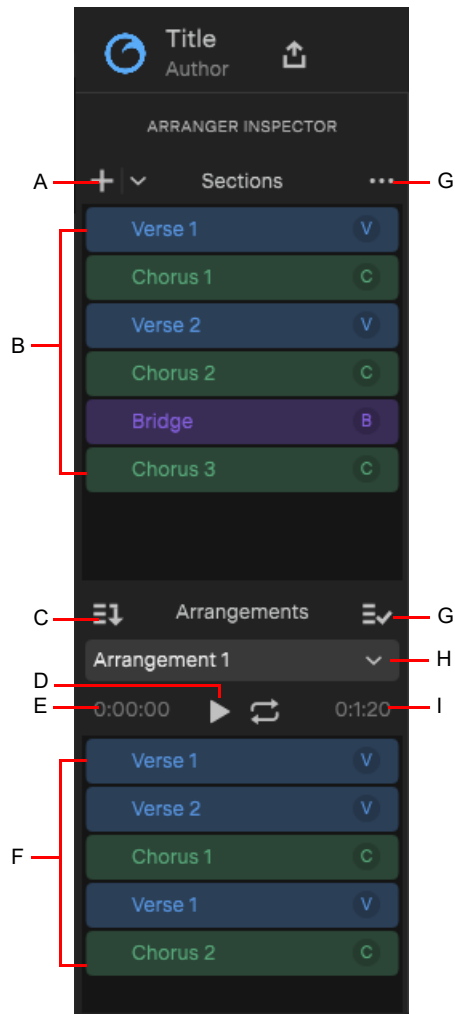 Title
Author
ARRANGER INSPECTOR
A
Sections
G
Verse 1 V
Chorus 1 C
Verse 2 V
B
Chorus 2 C
Bridge B
Chorus 3 C
C
Arrangements
G
Arrangement 1
H
D
E
0:00:00
0:1:20
I
Verse 1 V
Verse 2 V
F
Chorus 1 C
Verse 1 V
Chorus 2 C